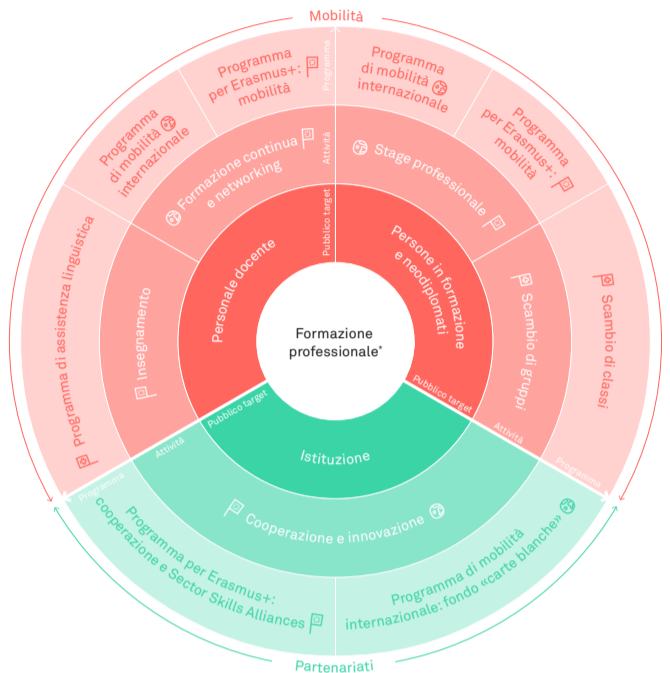 Mobilità
Programma
per Erasmus+:
mobilità
Programma
Programma
di mobilità
internazionale
Programma
di mobilità
internazionale
Programma
per Erasmus+:
mobilità
Formazione continua
e networking
Attività
Stage professionale
Pubblico target
Personale docente
Persone in formazione
e neodiplomati
Programma di assistenza linguistica
Insegnamento
Formazione
professionale*
Scambio di gruppi
Scambio di classi
Pubblico target
Attività
Programma
Pubblico target
Attività
Programma
Istituzione
Cooperazione e innovazione
Programma per Erasmus+:
cooperazione e Sector Skills Alliances
Programma di mobilità
internazionale: fondo «carte blanche»
Partenariati